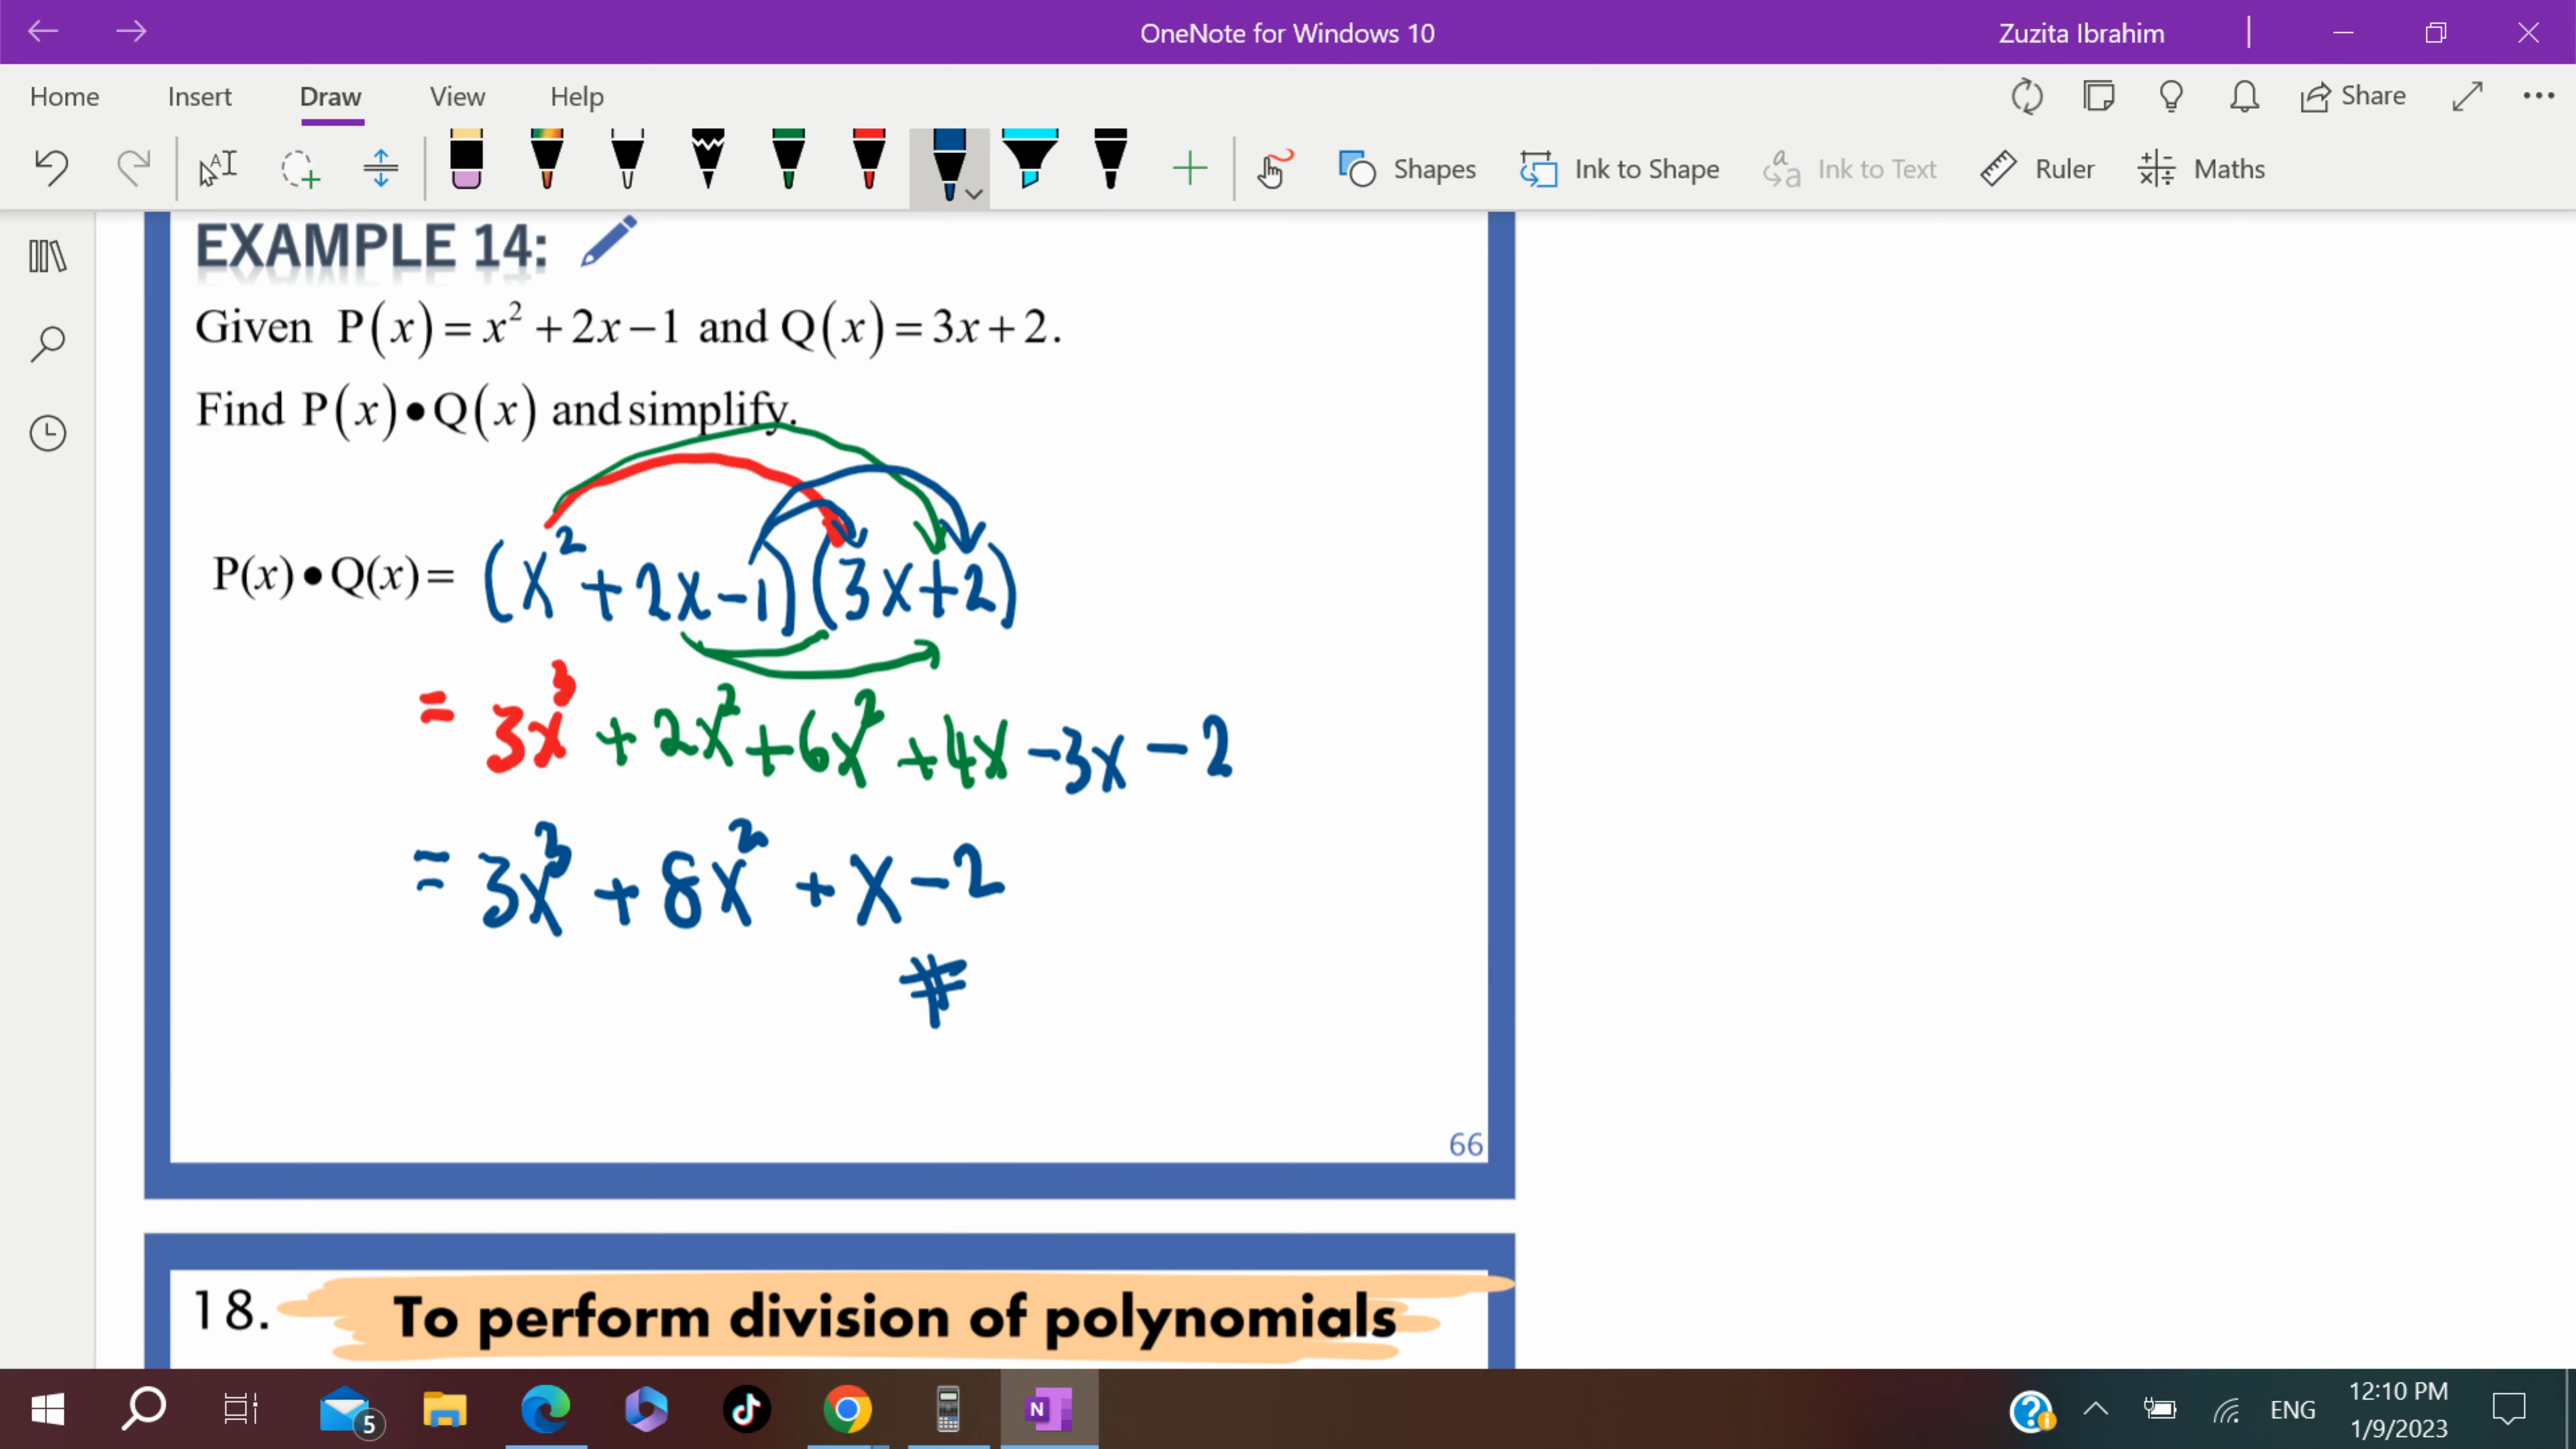 OneNote for Windows 10 Zuzita Ibrahim
Home Insert Draw View Help Share
Shapes Ink to Shape Ink to Text Ruler Maths
EXAMPLE 14:
Given P(x) = x² + 2x − 1 and Q(x) = 3x + 2.
Find P(x) • Q(x) and simplify.
P(x) • Q(x) = (x² + 2x − 1)(3x + 2)
= 3x³ + 2x² + 6x² + 4x − 3x − 2
= 3x³ + 8x² + x − 2
#
66
18. To perform division of polynomials
5 N ENG 12:10 PM
1/9/2023